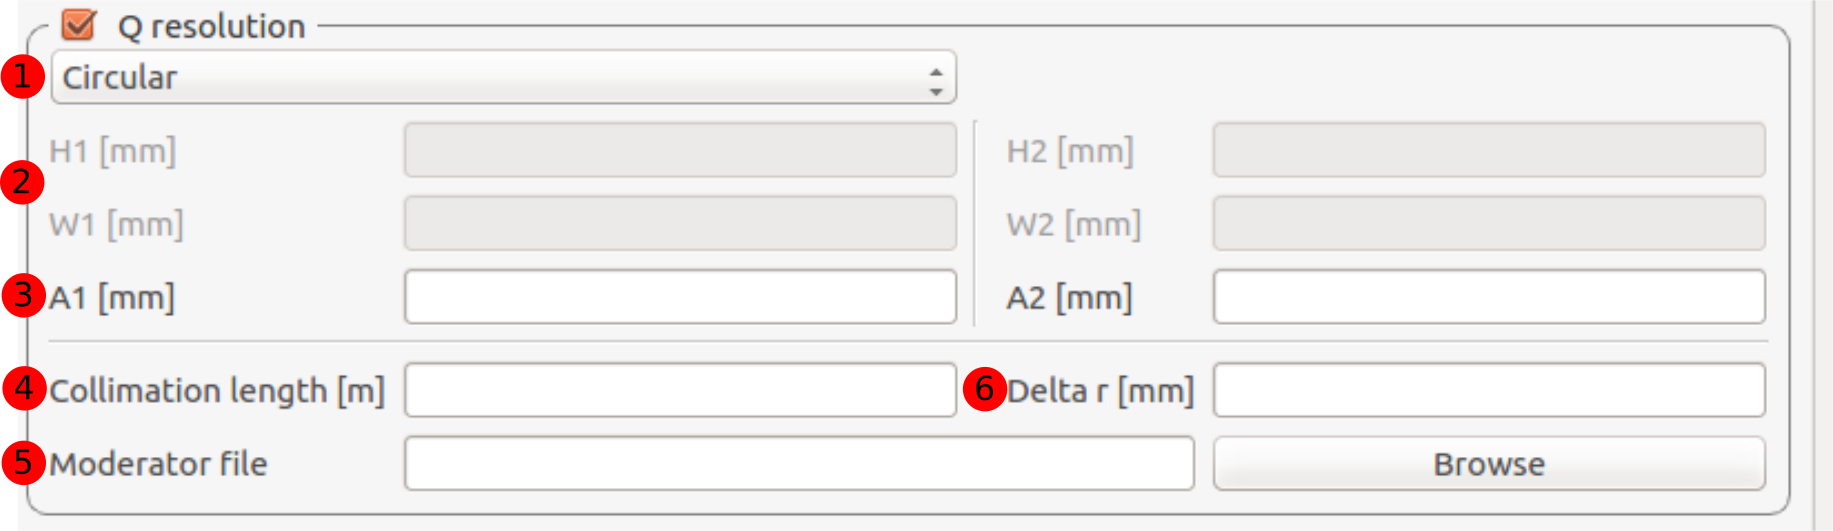 Q resolution
1 Circular
H1 [mm] H2 [mm]
2
W1 [mm] W2 [mm]
3 A1 [mm] A2 [mm]
4 Collimation length [m] 6 Delta r [mm]
5 Moderator file Browse